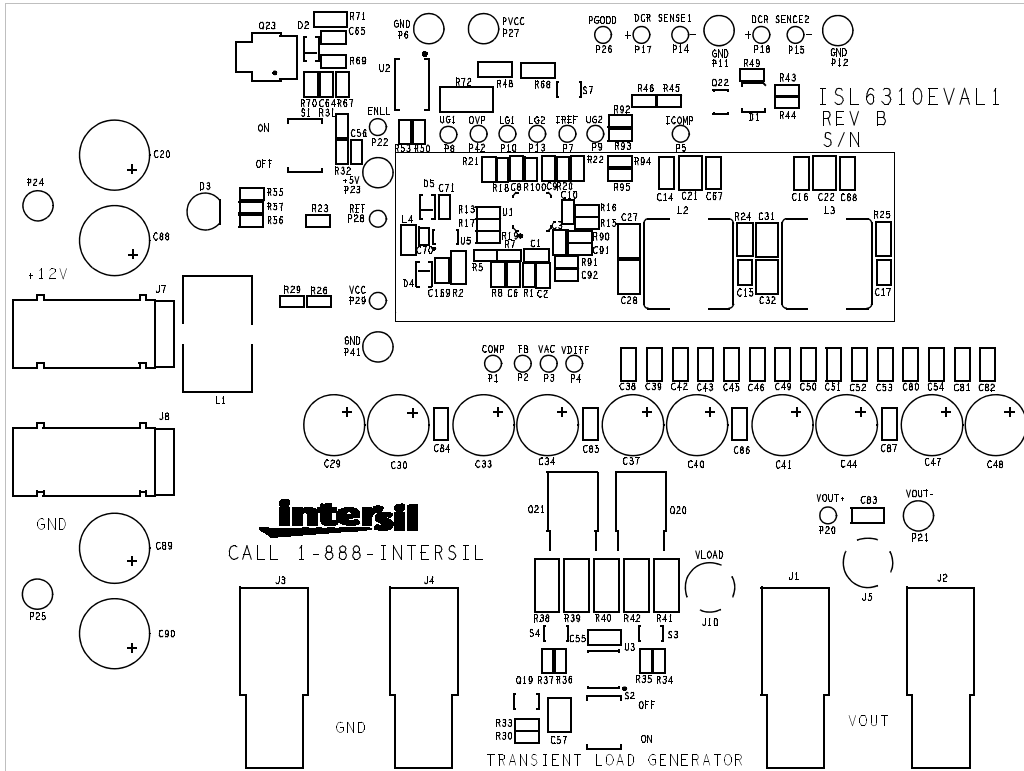 R71
C65
Q23
D2
R69
R70 C64 R67
GND
P6
PVCC
P27
U2
R72
R48
R68
S7
PGOOD
P26
+ DCR
P17
SENSE1 -
P14
GND
P11
+ DCR
P18
SENCE2 -
P15
GND
P12
R49
Q22
D1
R43
R44
R46 R45
ISL6310EVAL1
REV B
S/N
S1
ON
OFF
R31
C56
R32
ENLL
P22
R53 R50
UG1
P8
OVP
P42
LG1
P10
LG2
P13
IREF
P7
UG2
P9
R92
R93
ICOMP
P5
C20
P24
C88
+12V
D3
R55
R57
R56
R23
+5V
P23
REF
P28
R21
R18
C8
R100
C9
R20
R22
R94
R95
C14
C21
C67
L2
C16
C22
C68
L3
D5
C71
L4
C70
U5
R13
R17
R19
U1
C10
R16
R15
C3
R90
C91
R91
C92
R5
R7
C1
D4
C169
R2
R8
C6
R1
C2
C27
C28
R24
C31
C15
C32
R25
C17
J7
L1
R29 R26
VCC
P29
GND
P41
COMP
P1
FB
P2
VAC
P3
VDIFF
P4
C38 C39 C42 C43 C45 C46 C49 C50 C51 C52 C53 C80 C54 C81 C82
J8
C29
C30
C84
C33
C34
C85
C37
C40
C86
C41
C44
C87
C47
C48
GND
intersil
CALL 1-888-INTERSIL
Q21
Q20
VOUT+
P20
C83
VOUT-
P21
C89
P25
C90
J3
J4
R38 R39 R40 R42 R41
VLOAD
J10
J1
J5
J2
S4
C55
S3
U3
R37 R36
R35 R34
Q19
S2
OFF
ON
R33
R30
C57
GND
VOUT
TRANSIENT LOAD GENERATOR